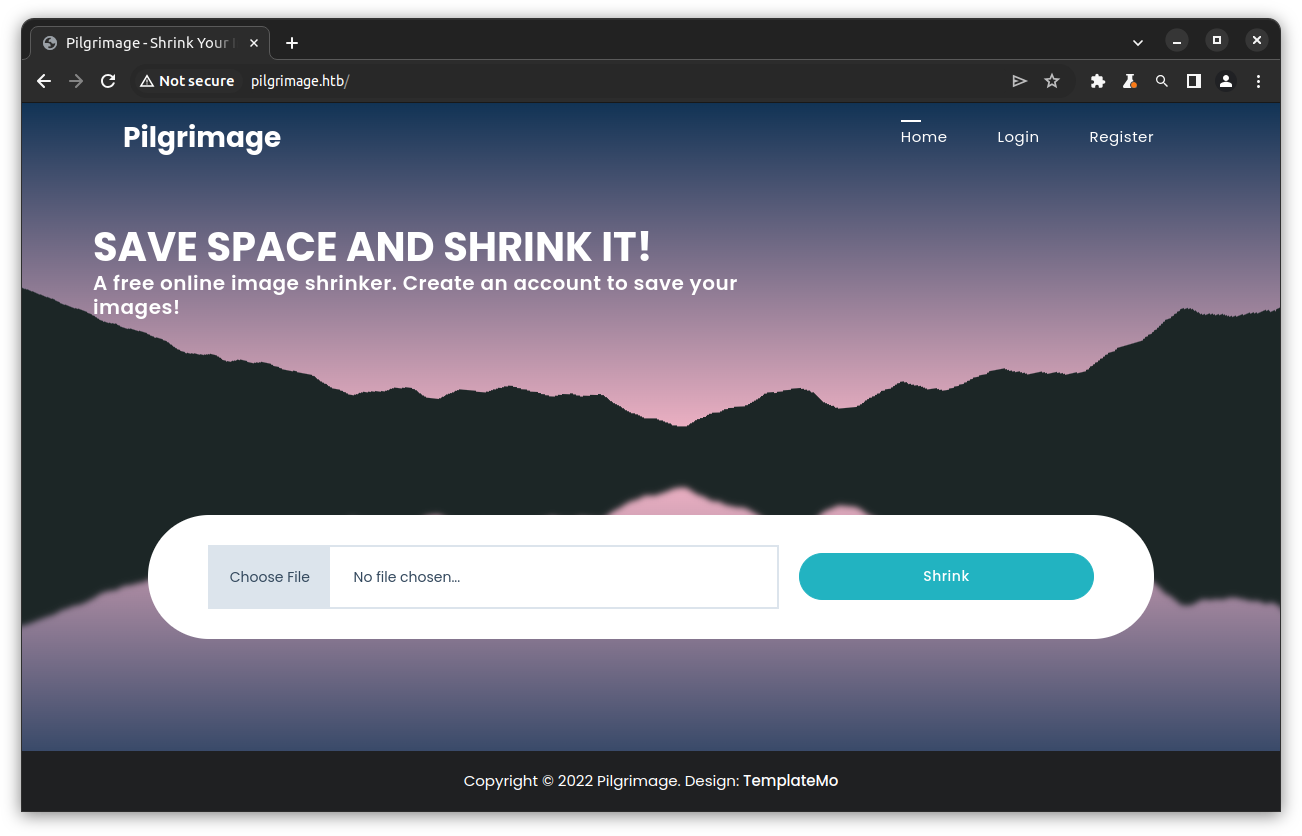 Pilgrimage - Shrink Your
Not secure pilgrimage.htb/
Pilgrimage Home Login Register
SAVE SPACE AND SHRINK IT!
A free online image shrinker. Create an account to save your
images!
Choose File No file chosen... Shrink
Copyright © 2022 Pilgrimage. Design: TemplateMo